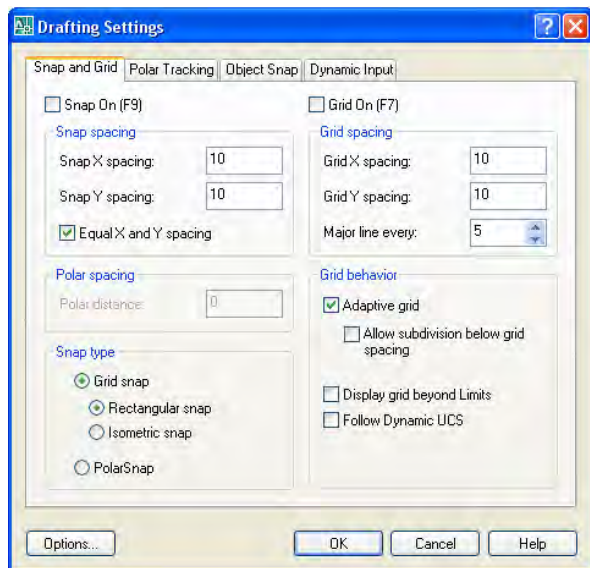 Drafting Settings
Snap and Grid
Polar Tracking
Object Snap
Dynamic Input
Snap On (F9)
Snap spacing
Snap X spacing: 10
Snap Y spacing: 10
Equal X and Y spacing
Polar spacing
Polar distance: 0
Snap type
Grid snap
Rectangular snap
Isometric snap
PolarSnap
Grid On (F7)
Grid spacing
Grid X spacing: 10
Grid Y spacing: 10
Major line every: 5
Grid behavior
Adaptive grid
Allow subdivision below grid
spacing
Display grid beyond Limits
Follow Dynamic UCS
Options...
OK
Cancel
Help